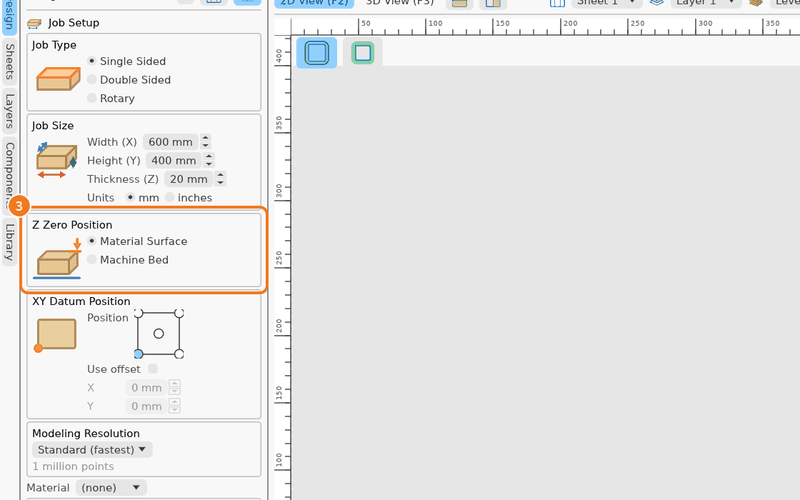 2D View (F2)
3D View (F3)
Sheet 1
Layer 1
Sheets
Layers
Library
Job Setup
Job Type
Single Sided
Double Sided
Rotary
Job Size
Width (X) 600 mm
Height (Y) 400 mm
Thickness (Z) 20 mm
Units mm inches
3
Z Zero Position
Material Surface
Machine Bed
XY Datum Position
Position
Use offset
X 0 mm
Y 0 mm
Modeling Resolution
Standard (fastest)
1 million points
Material (none)
50 100 150 200 250 300 350
400
350
300
250
200
150
100